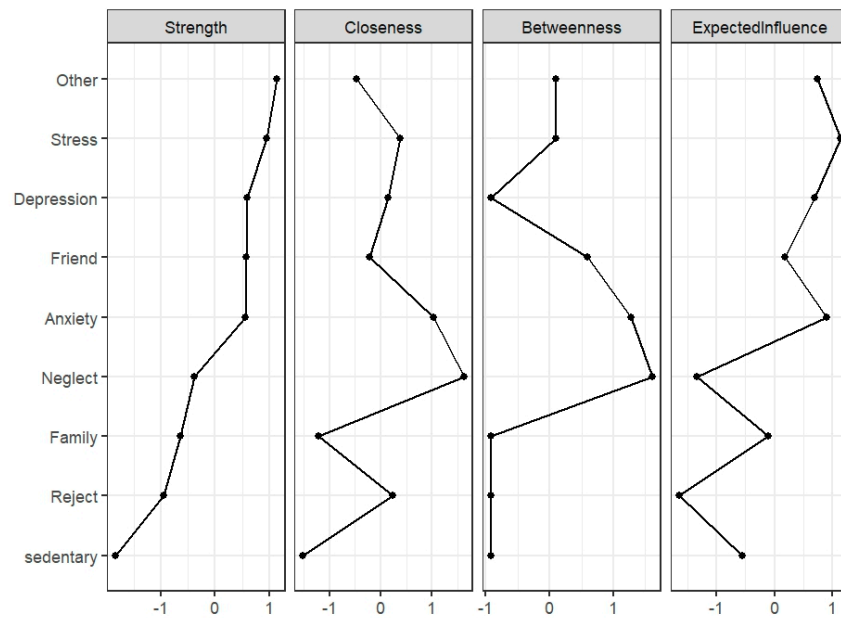 Strength Closeness Betweenness ExpectedInfluence
Other
Stress
Depression
Friend
Anxiety
Neglect
Family
Reject
sedentary
-1 0 1 -1 0 1 -1 0 1 -1 0 1